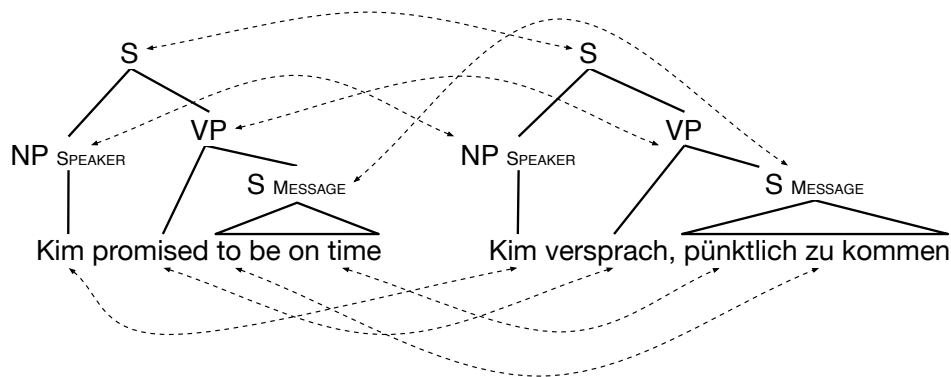 S S
VP VP
NP SPEAKER NP SPEAKER
S MESSAGE S MESSAGE
Kim promised to be on time Kim versprach, pünktlich zu kommen